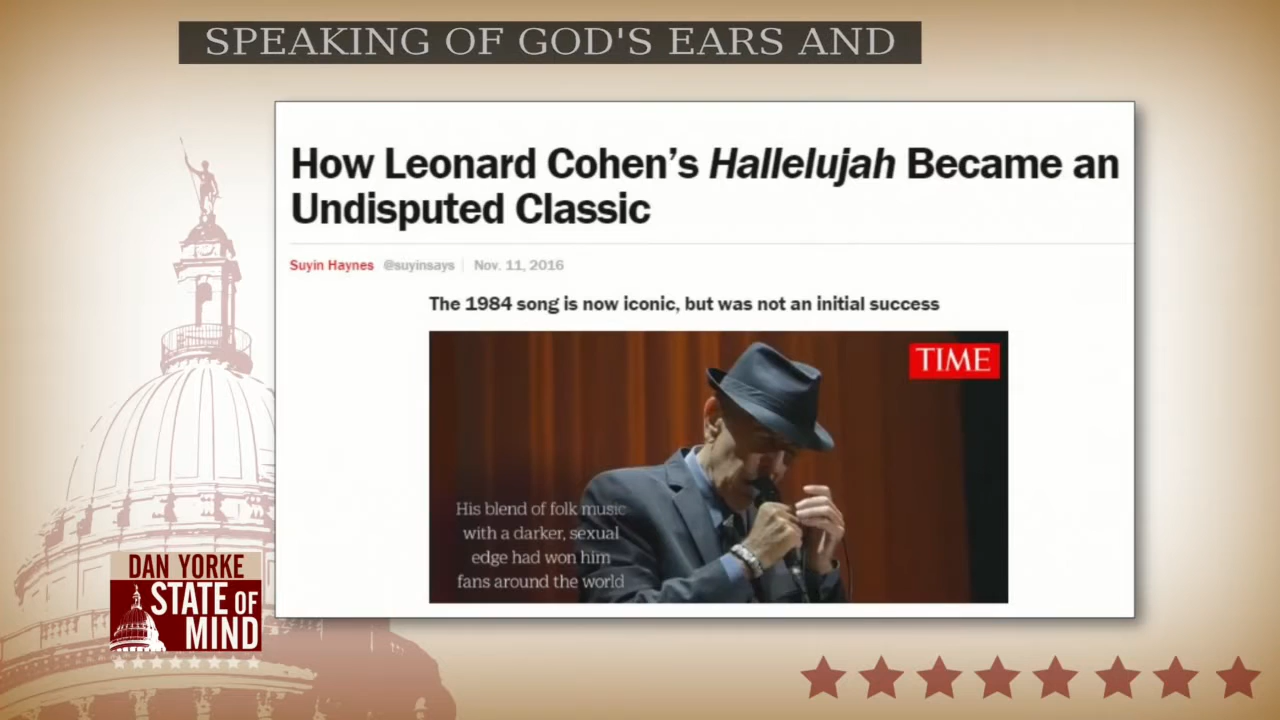 SPEAKING OF GOD'S EARS AND
How Leonard Cohen's Hallelujah Became an
Undisputed Classic
Suyin Haynes @suyinsays Nov. 11, 2016
The 1984 song is now iconic, but was not an initial success
TIME
His blend of folk music
with a darker, sexual
edge had won him
fans around the world
DAN YORKE
STATE OF
MIND